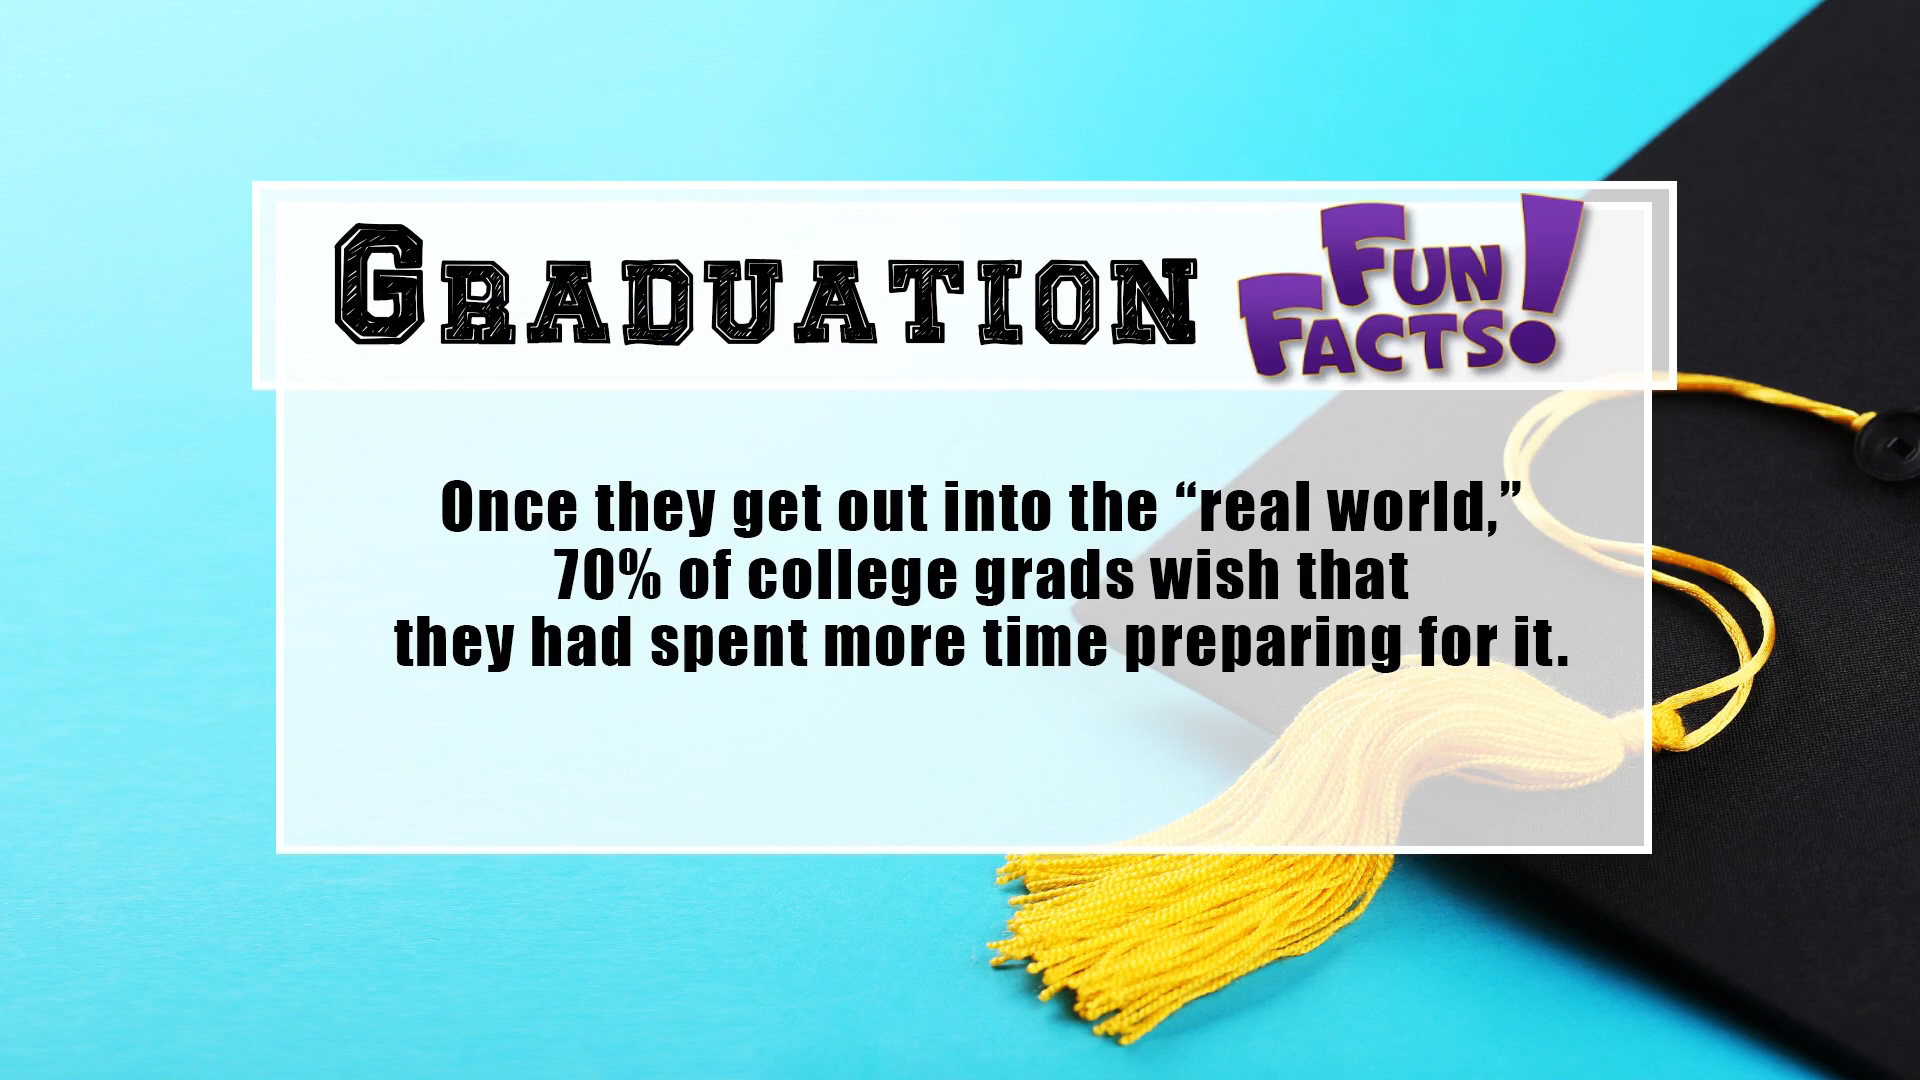 Graduation
Fun
Facts!
Once they get out into the “real world,”
70% of college grads wish that
they had spent more time preparing for it.